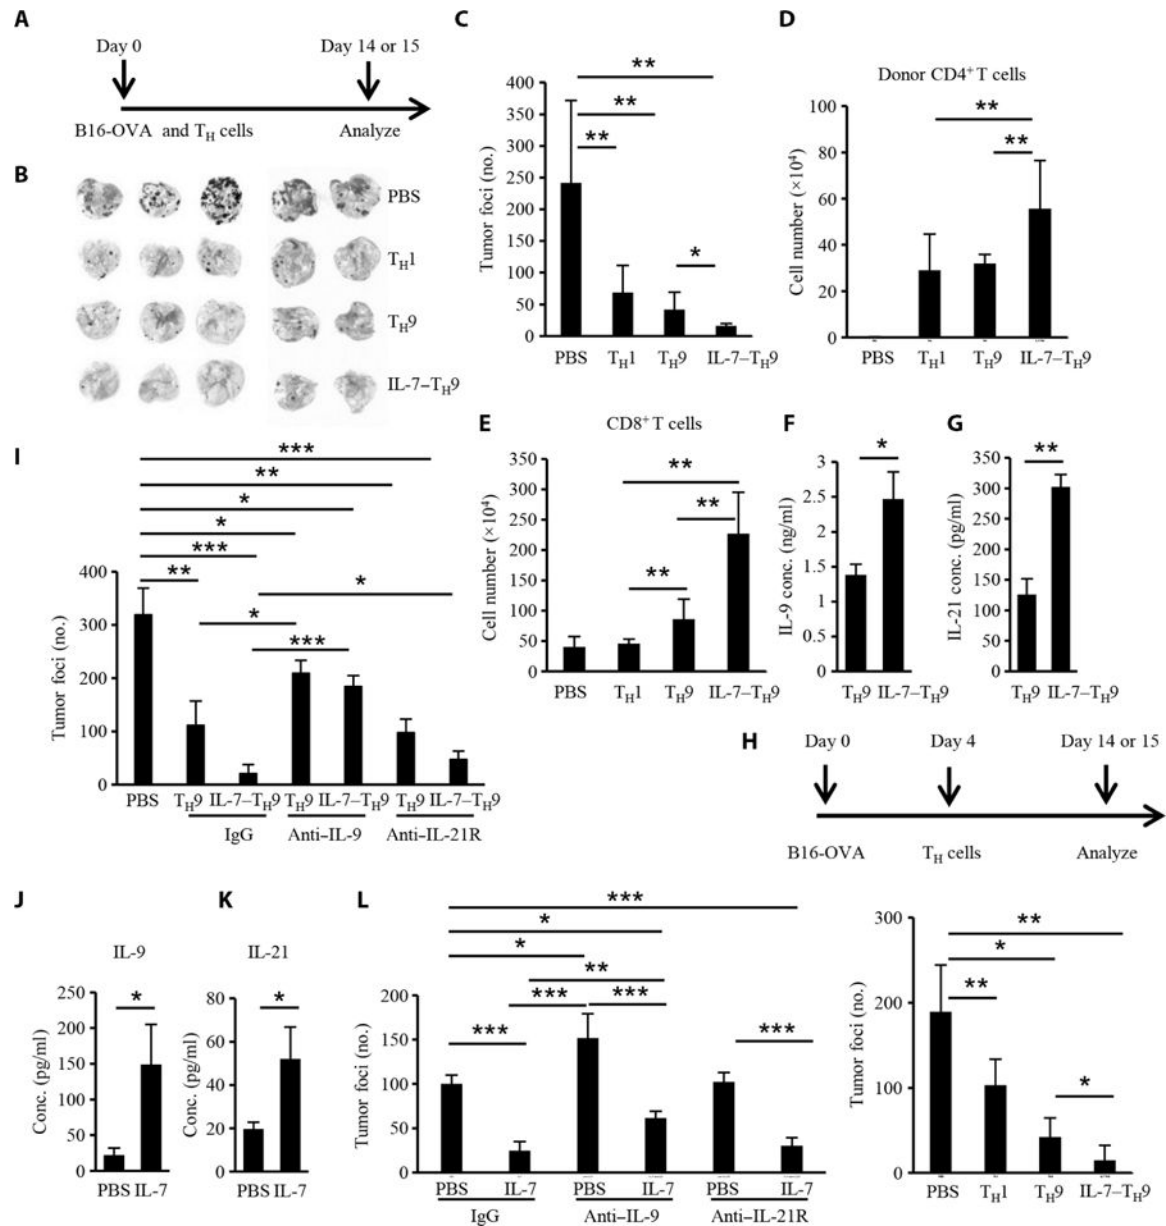 A
Day 0
Day 14 or 15
B16-OVA and TH cells
Analyze
B
PBS
TH1
TH9
IL-7–TH9
C
**
**
**
*
Tumor foci (no.)
400
350
300
250
200
150
100
50
0
PBS TH1 TH9 IL-7–TH9
D
Donor CD4+ T cells
**
**
Cell number (×104)
100
80
60
40
20
0
PBS TH1 TH9 IL-7–TH9
E
CD8+ T cells
**
**
**
Cell number (×104)
350
300
250
200
150
100
50
0
PBS TH1 TH9 IL-7–TH9
F
*
IL-9 conc. (ng/ml)
3
2.5
2
1.5
1
0.5
0
TH9 IL-7–TH9
G
**
IL-21 conc. (pg/ml)
350
300
250
200
150
100
50
0
TH9 IL-7–TH9
H
Day 0
Day 4
Day 14 or 15
B16-OVA
TH cells
Analyze
**
*
**
*
Tumor foci (no.)
300
200
100
0
PBS TH1 TH9 IL-7–TH9
I
***
**
*
*
***
**
*
*
***
Tumor foci (no.)
400
300
200
100
0
PBS TH9 IL-7–TH9 TH9 IL-7–TH9 TH9 IL-7–TH9
IgG Anti–IL-9 Anti–IL-21R
J
IL-9
*
Conc. (pg/ml)
250
200
150
100
50
0
PBS IL-7
K
IL-21
*
Conc. (pg/ml)
80
60
40
20
0
PBS IL-7
L
***
*
*
**
***
***
***
***
Tumor foci (no.)
200
150
100
50
0
PBS IL-7 PBS IL-7 PBS IL-7
IgG Anti–IL-9 Anti–IL-21R